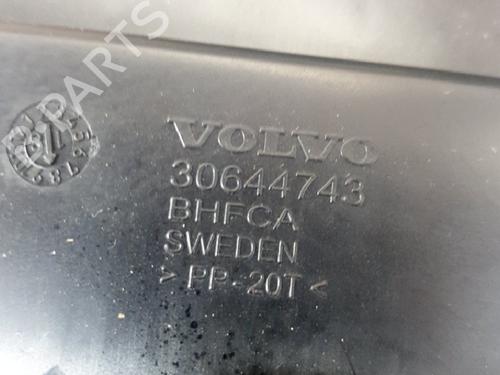 VOLVO
30644743
BHFCA
SWEDEN
> PP-20T <
B-PARTS